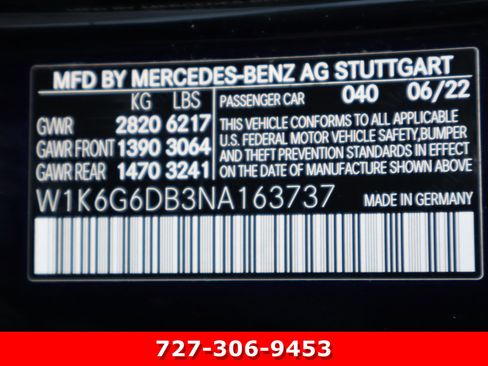 MFD BY MERCEDES-BENZ AG STUTTGART
KG LBS PASSENGER CAR 040 06/22
GVWR 2820 6217 THIS VEHICLE CONFORMS TO ALL APPLICABLE
GAWR FRONT 1390 3064 U.S. FEDERAL MOTOR VEHICLE SAFETY,BUMPER
AND THEFT PREVENTION STANDARDS IN EFFECT
GAWR REAR 1470 3241 ON THE DATE OF MANUFACTURE SHOWN ABOVE.
W1K6G6DB3NA163737 MADE IN GERMANY
727-306-9453